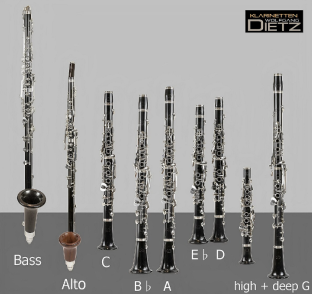 KLARINETTEN
WOLFGANG
DIETZ
Bass
Alto
C
B♭
A
E♭
D
high + deep G